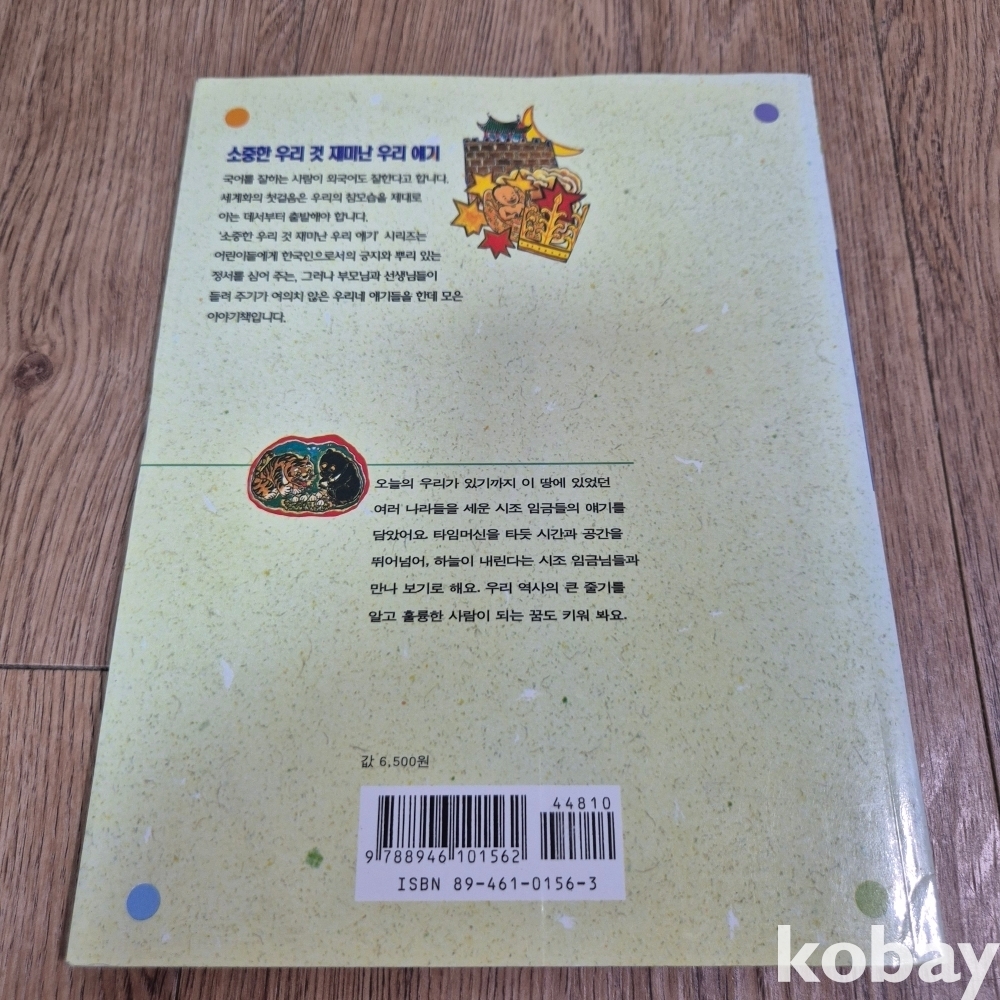 소중한 우리 것 재미난 우리 얘기
국어를 잘하는 사람이 외국어도 잘한다고 합니다.
세계화의 첫걸음은 우리의 참모습을 제대로
아는 데서부터 출발해야 합니다.
'소중한 우리 것 재미난 우리 얘기' 시리즈는
어린이들에게 한국인으로서의 긍지와 뿌리 있는
정서를 심어 주는, 그러나 부모님과 선생님들이
들려 주기가 여의치 않은 우리네 얘기들을 한데 모은
이야기책입니다.
오늘의 우리가 있기까지 이 땅에 있었던
여러 나라들을 세운 시조 임금들의 얘기를
담았어요. 타임머신을 타듯 시간과 공간을
뛰어넘어, 하늘이 내린다는 시조 임금님들과
만나 보기로 해요. 우리 역사의 큰 줄기를
알고 훌륭한 사람이 되는 꿈도 키워 봐요.
값 6,500원
44810
9 788946 101562
ISBN 89-461-0156-3
kobay